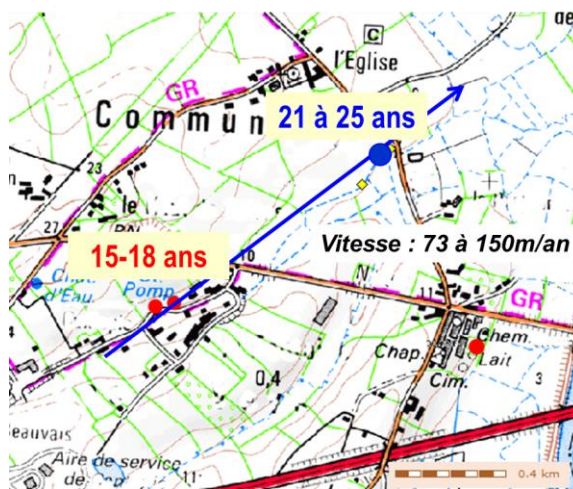 de
C
l'Eglise
GR
Commun
21 à 25 ans
23
le
27
15-18 ans
Vitesse : 73 à 150m/an
10
d'Eau.
Pomp
N
11
GR
4
Chem.
Lait
Chap.
Cim.
0,4
3
Beauvais
Aire de service
0.4 km